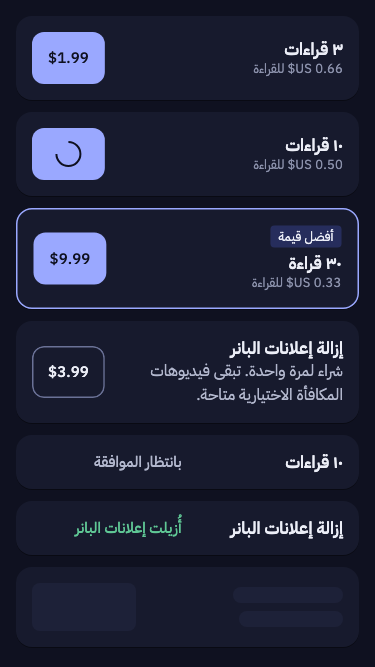 ٣ قراءات
US 0.66$ للقراءة
$1.99
١٠ قراءات
US 0.50$ للقراءة
أفضل قيمة
٣٠ قراءة
US 0.33$ للقراءة
$9.99
إزالة إعلانات البانر
شراء لمرة واحدة. تبقى فيديوهات
المكافأة الاختيارية متاحة.
$3.99
١٠ قراءات
بانتظار الموافقة
إزالة إعلانات البانر
أُزيلت إعلانات البانر